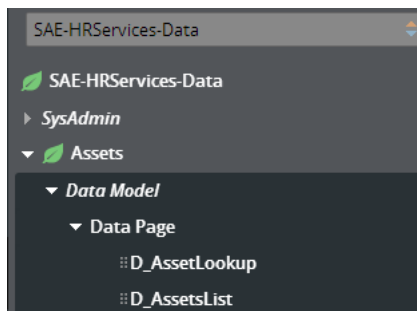 SAE-HRServices-Data
SAE-HRServices-Data
SysAdmin
Assets
Data Model
Data Page
D_AssetLookup
D_AssetsList